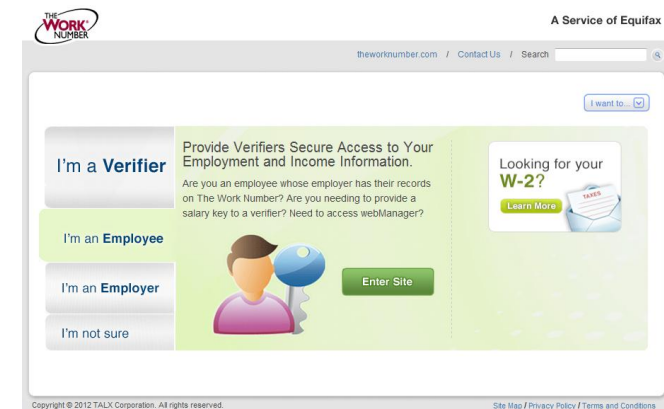 THE
WORK
NUMBER
A Service of Equifax
theworknumber.com / Contact Us / Search
I want to...
I'm a Verifier
I'm an Employee
I'm an Employer
I'm not sure
Provide Verifiers Secure Access to Your
Employment and Income Information.
Are you an employee whose employer has their records
on The Work Number? Are you needing to provide a
salary key to a verifier? Need to access webManager?
Enter Site
Looking for your
W-2?
Learn More
TAXES
Copyright © 2012 TALX Corporation. All rights reserved.
Site Map / Privacy Policy / Terms and Conditions